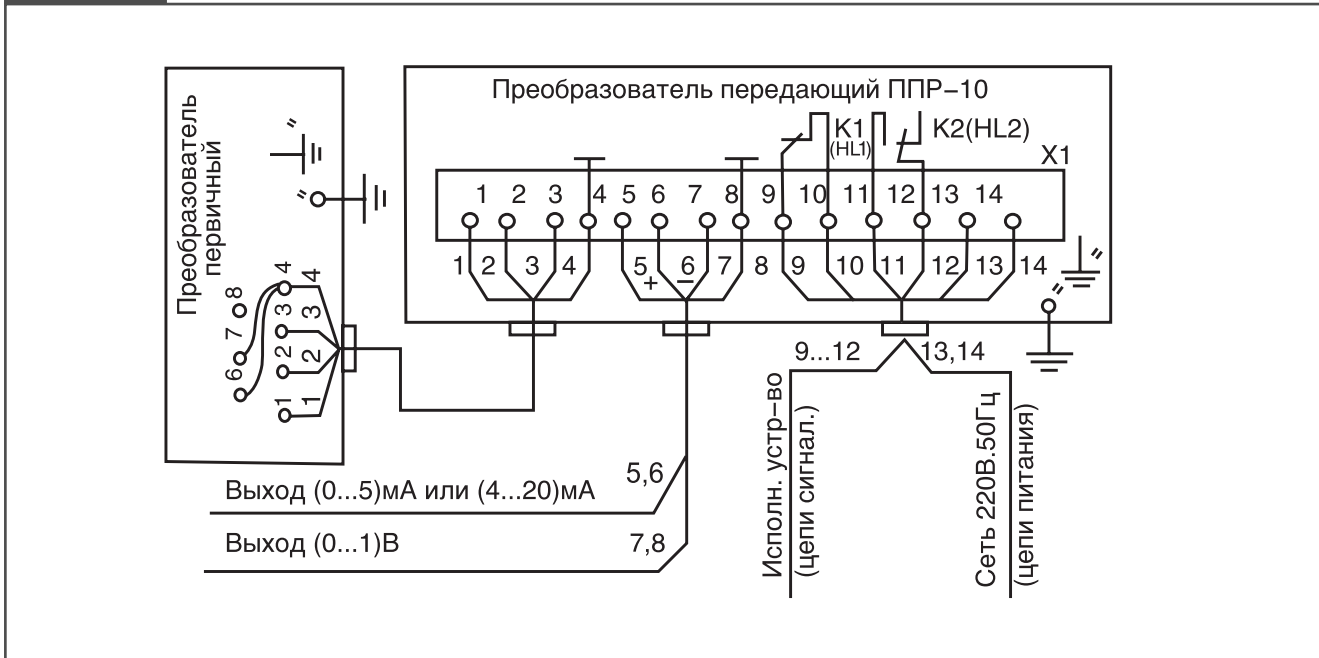 Преобразователь передающий ППР–10
К1
(HL1)
К2(HL2)
X1
1 2 3 4 5 6 7 8 9 10 11 12 13 14
1 2 3 4 5 6 7 8 9 10 11 12 13 14
+ –
Преобразователь
первичный
8
7
6
4 4
3 3
2 2
1 1
9...12
13,14
5,6
Выход (0...5)мА или (4...20)мА
Выход (0...1)В
7,8
Исполн. устр–во
(цепи сигнал.)
Сеть 220В.50Гц
(цепи питания)